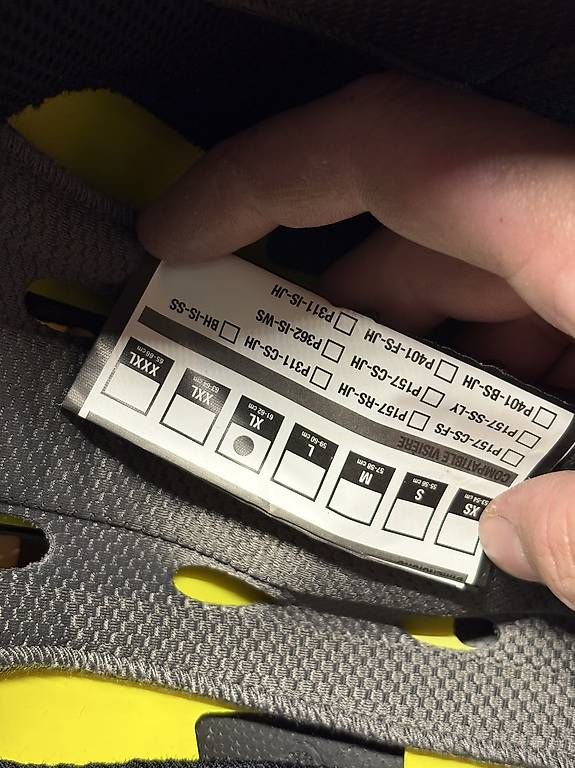 XS S M L XL XXL XXXL
53-54 cm 55-56 cm 57-58 cm 59-60 cm 61-62 cm 63-64 cm 65-66 cm
COMPATIBLE VISIERE
P157-CS-FS P157-RS-JH P311-CS-JH BH-IS-SS
P157-SS-LY P157-CS-JH P362-IS-WS
P401-BS-JH P401-FS-JH P311-IS-JH